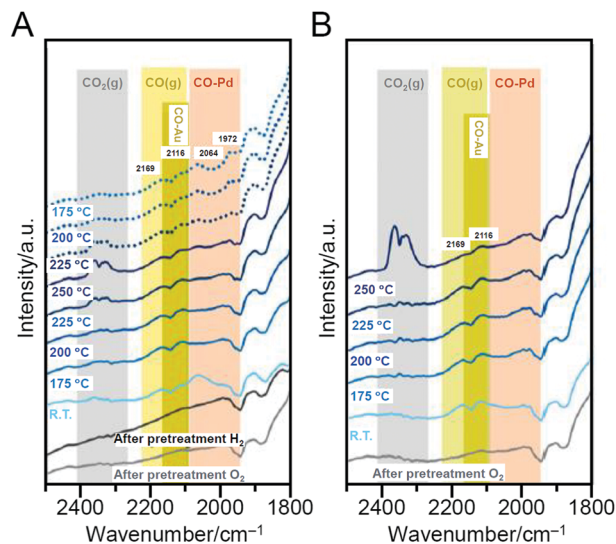 A
CO₂(g)
CO(g)
CO-Pd
CO-Au
1972
2116
2064
2169
175 °C
200 °C
225 °C
250 °C
225 °C
200 °C
175 °C
R.T.
After pretreatment H₂
After pretreatment O₂
Intensity/a.u.
2400
2200
2000
1800
Wavenumber/cm⁻¹
B
CO₂(g)
CO(g)
CO-Pd
CO-Au
2169
2116
250 °C
225 °C
200 °C
175 °C
R.T.
After pretreatment O₂
Intensity/a.u.
2400
2200
2000
1800
Wavenumber/cm⁻¹